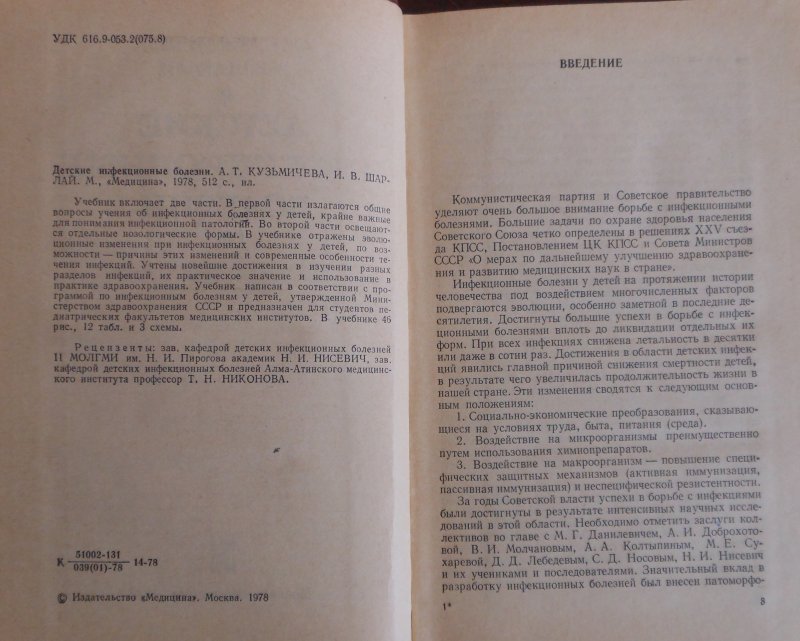 УДК 616.9-053.2(075.8)
Детские инфекционные болезни. А. Т. КУЗЬМИЧЕВА, И. В. ШАР-
ЛАЙ. М., «Медицина», 1978, 512 с., ил.
Учебник включает две части. В первой части излагаются общие
вопросы учения об инфекционных болезнях у детей, крайне важные
для понимания инфекционной патологии. Во второй части освещают-
ся отдельные нозологические формы. В учебнике отражены эволю-
ционные изменения при инфекционных болезнях у детей, по воз-
можности — причины этих изменений и современные особенности те-
чения инфекций. Учтены новейшие достижения в изучении разных
разделов инфекций, их практическое значение и использование в
практике здравоохранения. Учебник написан в соответствии с про-
граммой по инфекционным болезням у детей, утвержденной Мини-
стерством здравоохранения СССР и предназначен для студентов пе-
диатрических факультетов медицинских институтов. В учебнике 46
рис., 12 табл. и 3 схемы.
Рецензенты: зав. кафедрой детских инфекционных болезней
II МОЛГМИ им. Н. И. Пирогова академик Н. И. НИСЕВИЧ, зав.
кафедрой детских инфекционных болезней Алма-Атинского медицин-
ского института профессор Т. Н. НИКОНОВА.
51002-131
К 14-78
039(01)-78
© Издательство «Медицина». Москва. 1978
ВВЕДЕНИЕ
Коммунистическая партия и Советское правительство
уделяют очень большое внимание борьбе с инфекционными
болезнями. Большие задачи по охране здоровья населения
Советского Союза четко определены в решениях XXV съез-
да КПСС, Постановлением ЦК КПСС и Совета Министров
СССР «О мерах по дальнейшему улучшению здравоохране-
ния и развитию медицинских наук в стране».
Инфекционные болезни у детей на протяжении истории
человечества под воздействием многочисленных факторов
подвергаются эволюции, особенно заметной в последние де-
сятилетия. Достигнуты большие успехи в борьбе с инфек-
ционными болезнями вплоть до ликвидации отдельных их
форм. При всех инфекциях снижена летальность в десятки
или даже в сотни раз. Достижения в области детских инфек-
ций явились главной причиной снижения смертности детей,
в результате чего увеличилась продолжительность жизни в
нашей стране. Эти изменения сводятся к следующим основ-
ным положениям:
1. Социально-экономические преобразования, сказываю-
щиеся на условиях труда, быта, питания (среда).
2. Воздействие на микроорганизмы преимущественно
путем использования химиопрепаратов.
3. Воздействие на макроорганизм — повышение специ-
фических защитных механизмов (активная иммунизация,
пассивная иммунизация) и неспецифической резистентности.
За годы Советской власти успехи в борьбе с инфекциями
были достигнуты в результате интенсивных научных иссле-
дований в этой области. Необходимо отметить заслуги кол-
лективов во главе с М. Г. Данилевичем, А. И. Доброхото-
вой, В. И. Молчановым, А. А. Колтыпиным, М. Е. Су-
харевой, Д. Д. Лебедевым, С. Д. Носовым, Н. И. Нисевич
и их учениками и последователями. Значительный вклад в
разработку инфекционных болезней был внесен патоморфо-
1* 3